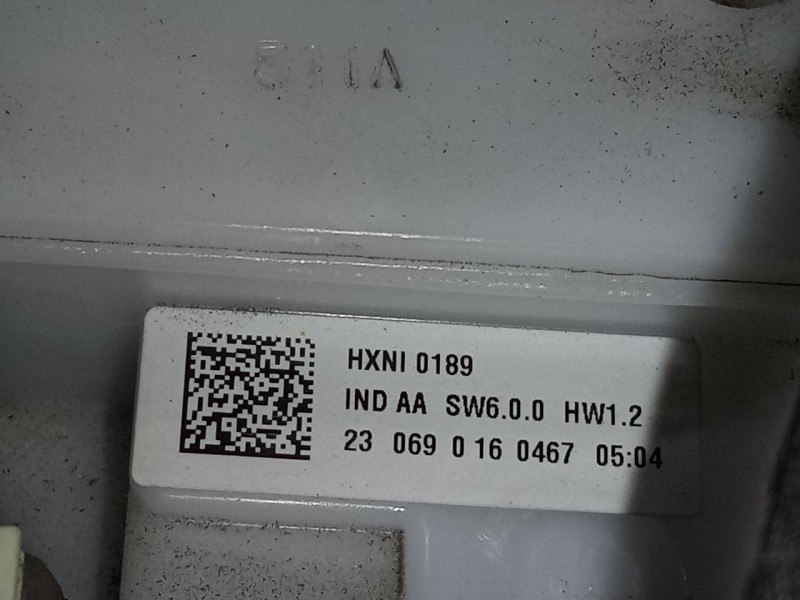 HXNI 0189
IND AA SW6.0.0 HW1.2
23 069 0 16 0467 05:04